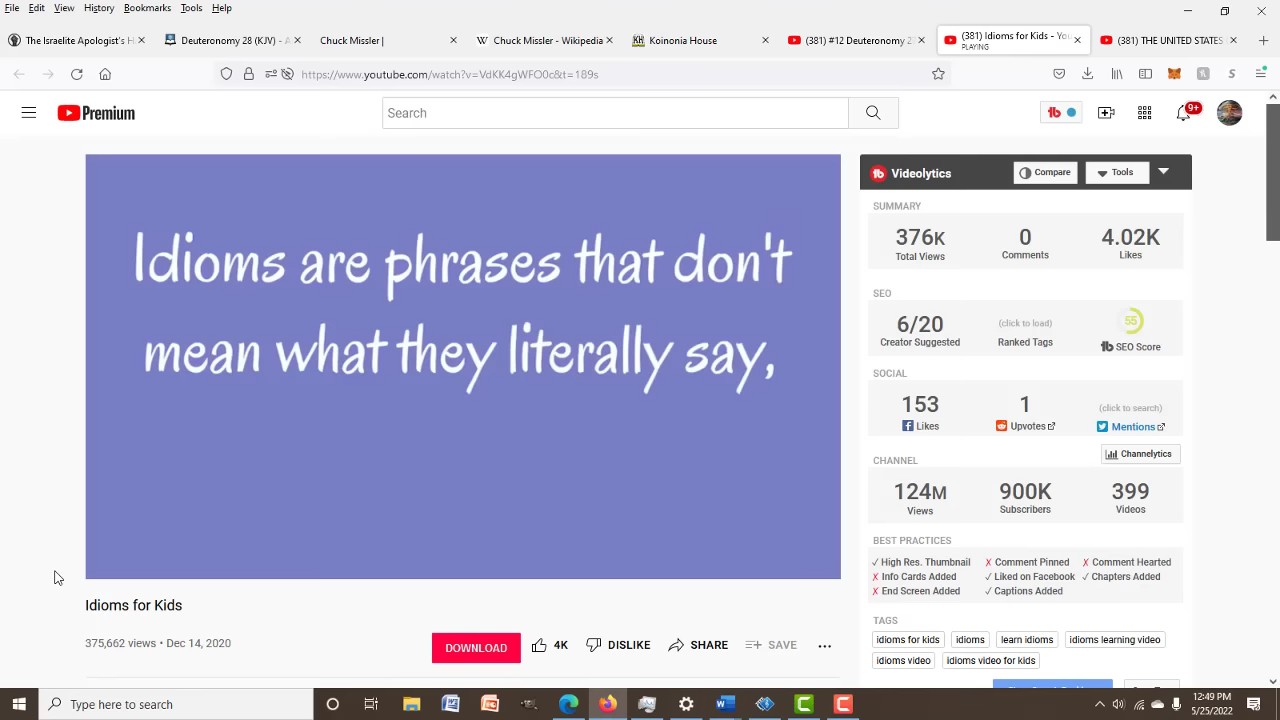 File Edit View History Bookmarks Tools Help
The Israelite Apologist's H
Deuteronomy 28 (KJV) - A
Chuck Missler |
Chuck Missler - Wikipedia
Koinonia House
(381) #12 Deuteronomy 2
(381) Idioms for Kids - You
PLAYING
(381) THE UNITED STATES
https://www.youtube.com/watch?v=VdKK4gWFO0c&t=189s
Premium
Search
9+
Idioms are phrases that don't
mean what they literally say,
Idioms for Kids
375,662 views • Dec 14, 2020
DOWNLOAD
4K
DISLIKE
SHARE
SAVE
Videolytics
Compare
Tools
SUMMARY
376K 0 4.02K
Total Views Comments Likes
SEO
6/20 (click to load) 55
Creator Suggested Ranked Tags tb SEO Score
SOCIAL
153 1 (click to search)
Likes Upvotes Mentions
CHANNEL Channelytics
124M 900K 399
Views Subscribers Videos
BEST PRACTICES
✓ High Res. Thumbnail ✗ Comment Pinned ✗ Comment Hearted
✗ Info Cards Added ✓ Liked on Facebook ✓ Chapters Added
✗ End Screen Added ✓ Captions Added
TAGS
idioms for kids idioms learn idioms idioms learning video
idioms video idioms video for kids
Type here to search
12:49 PM
5/25/2022